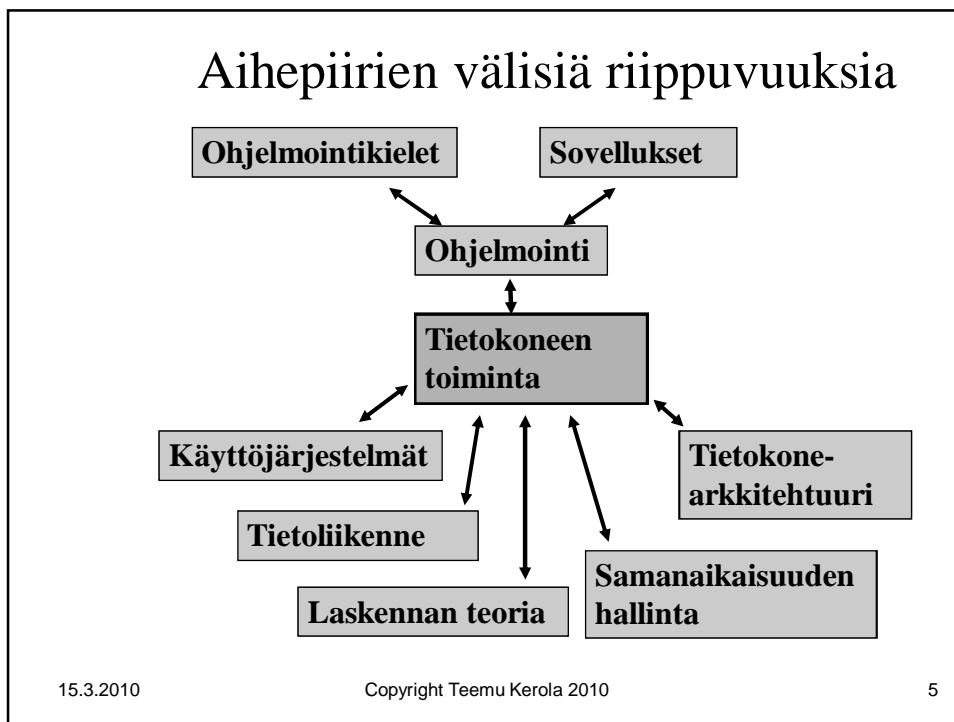 Aihepiirien välisiä riippuvuuksia
Ohjelmointikielet
Sovellukset
Ohjelmointi
Tietokoneen
toiminta
Käyttöjärjestelmät
Tietokone-
arkkitehtuuri
Tietoliikenne
Samanaikaisuuden
hallinta
Laskennan teoria
15.3.2010
Copyright Teemu Kerola 2010
5